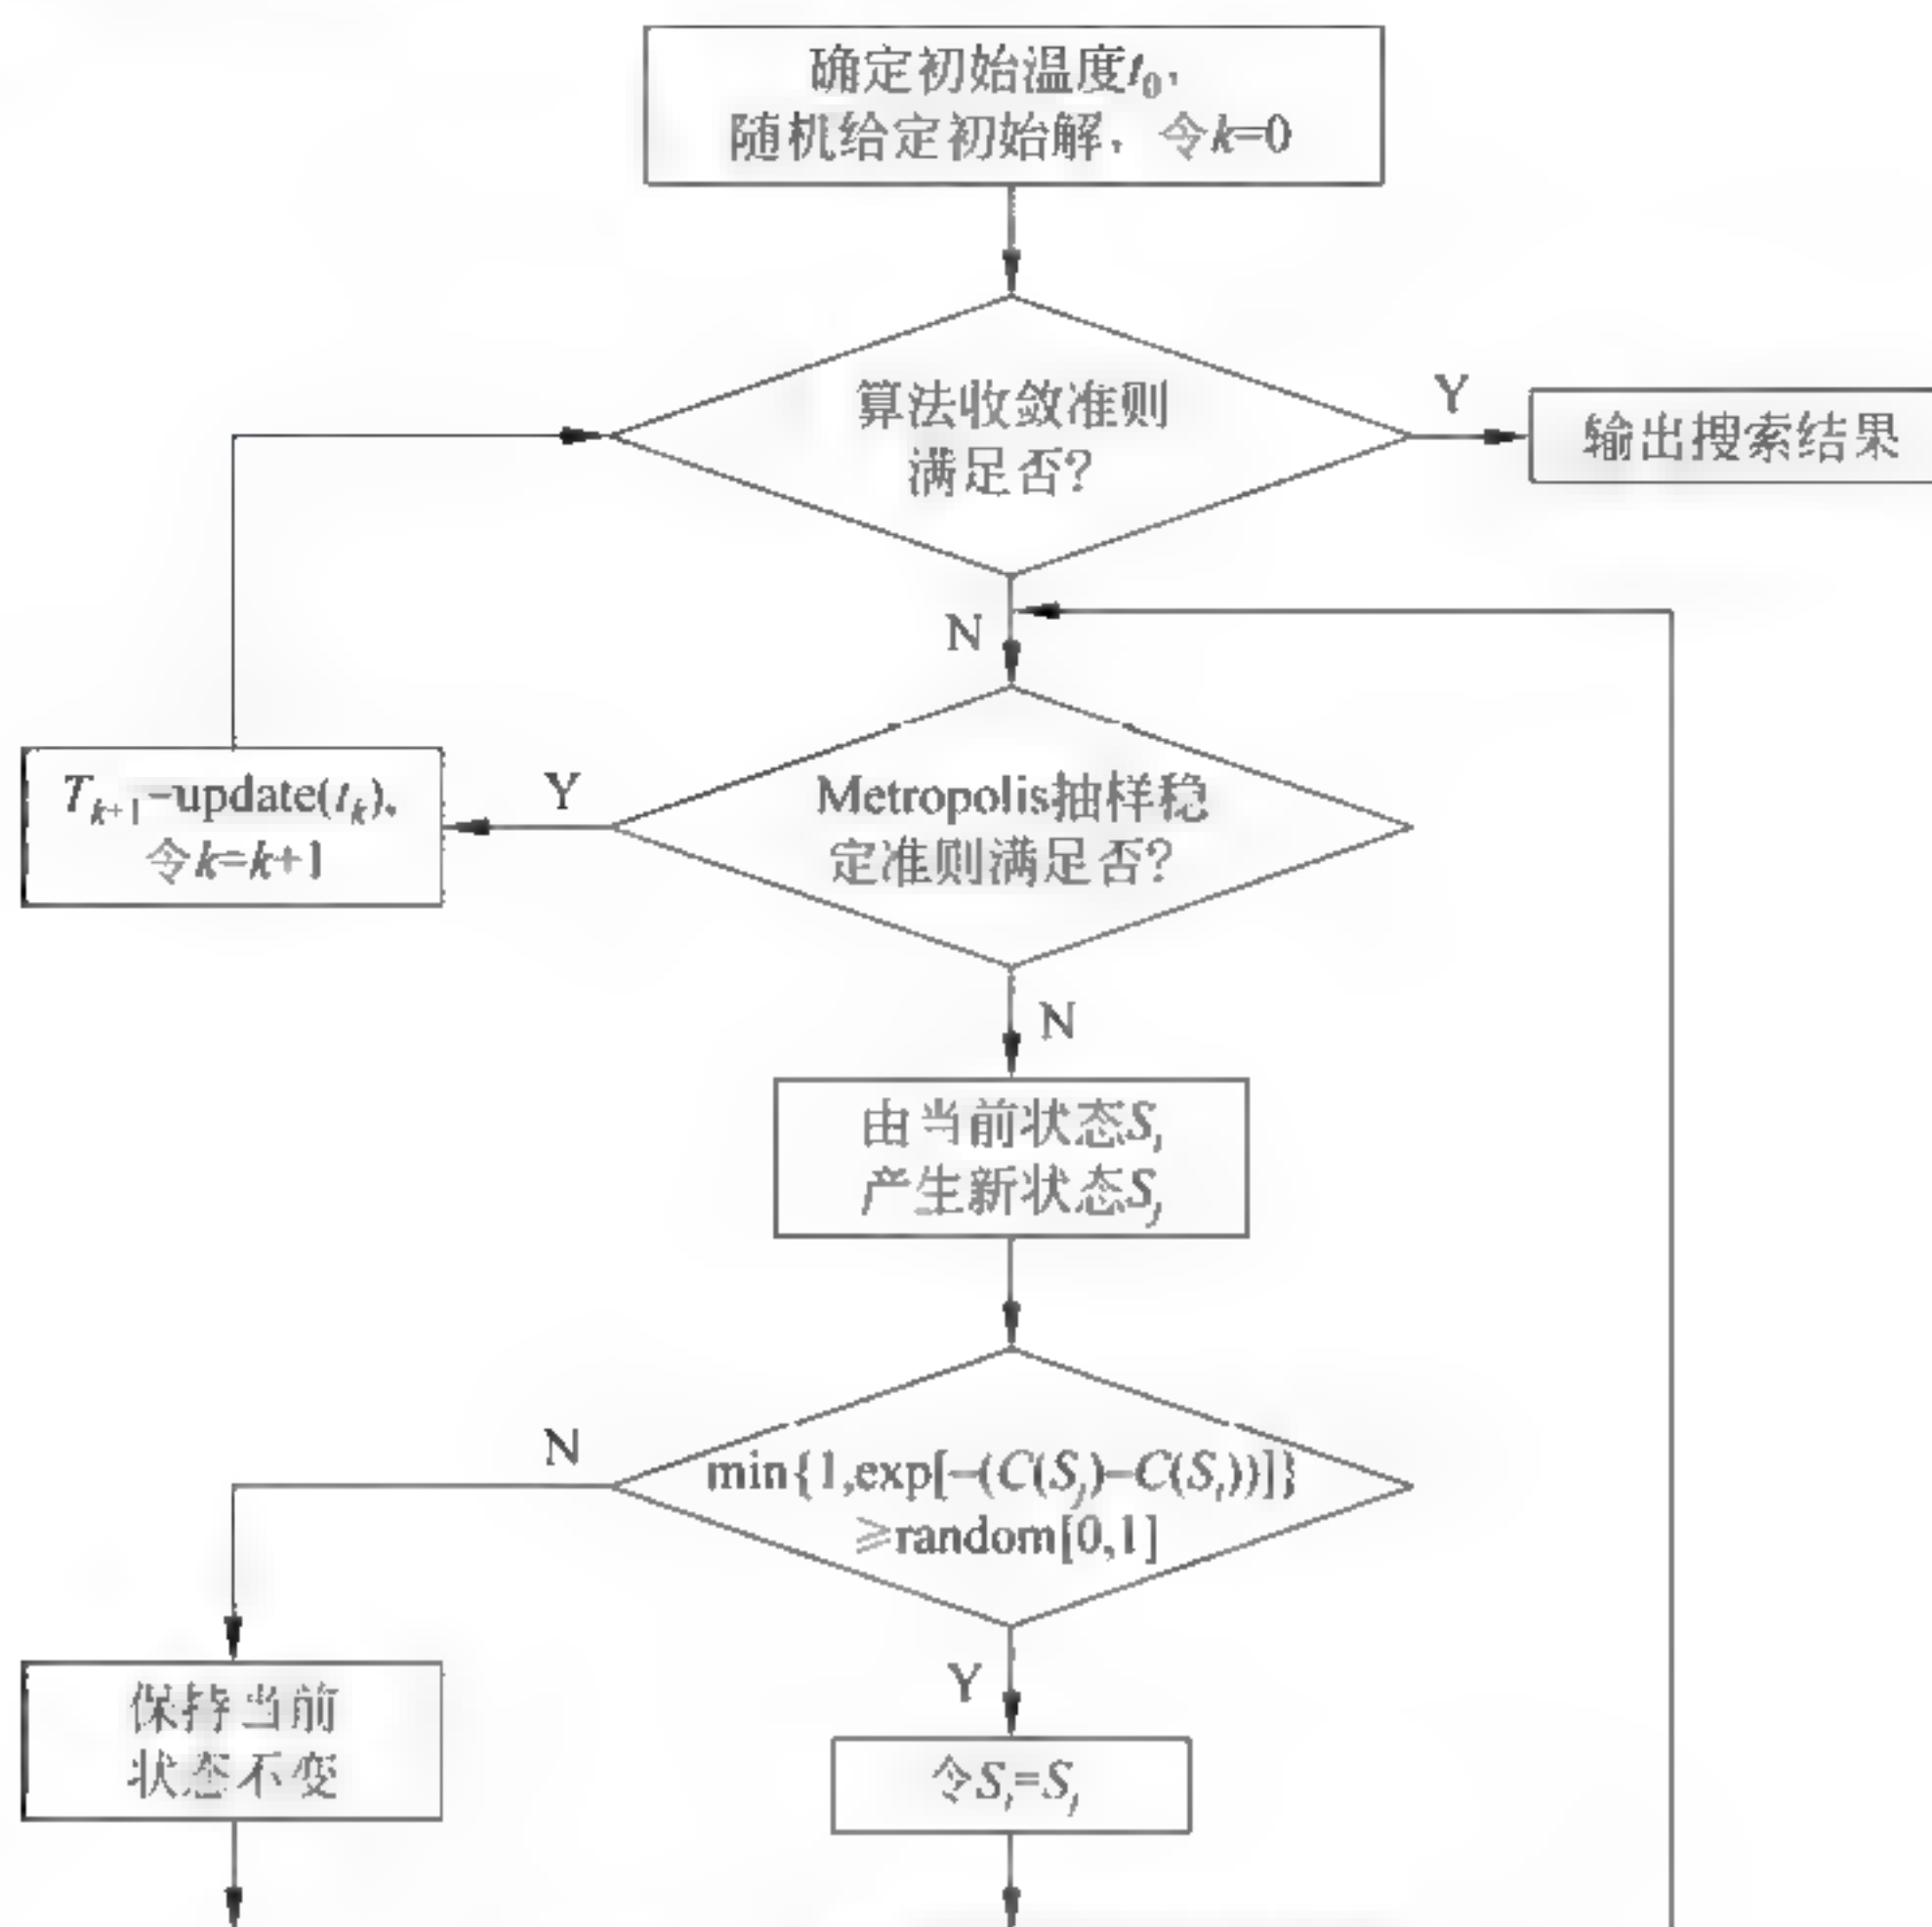 确定初始温度t₀,
随机给定初始解, 令k=0
算法收敛准则
满足否?
Y
输出搜索结果
N
Tₖ₊₁=update(tₖ),
令k=k+1
Y
Metropolis抽样稳
定准则满足否?
N
由当前状态Sᵢ
产生新状态Sⱼ
N
min{1,exp[-(C(Sⱼ)-C(Sᵢ))]}
≥random[0,1]
Y
保持当前
状态不变
令Sᵢ=Sⱼ